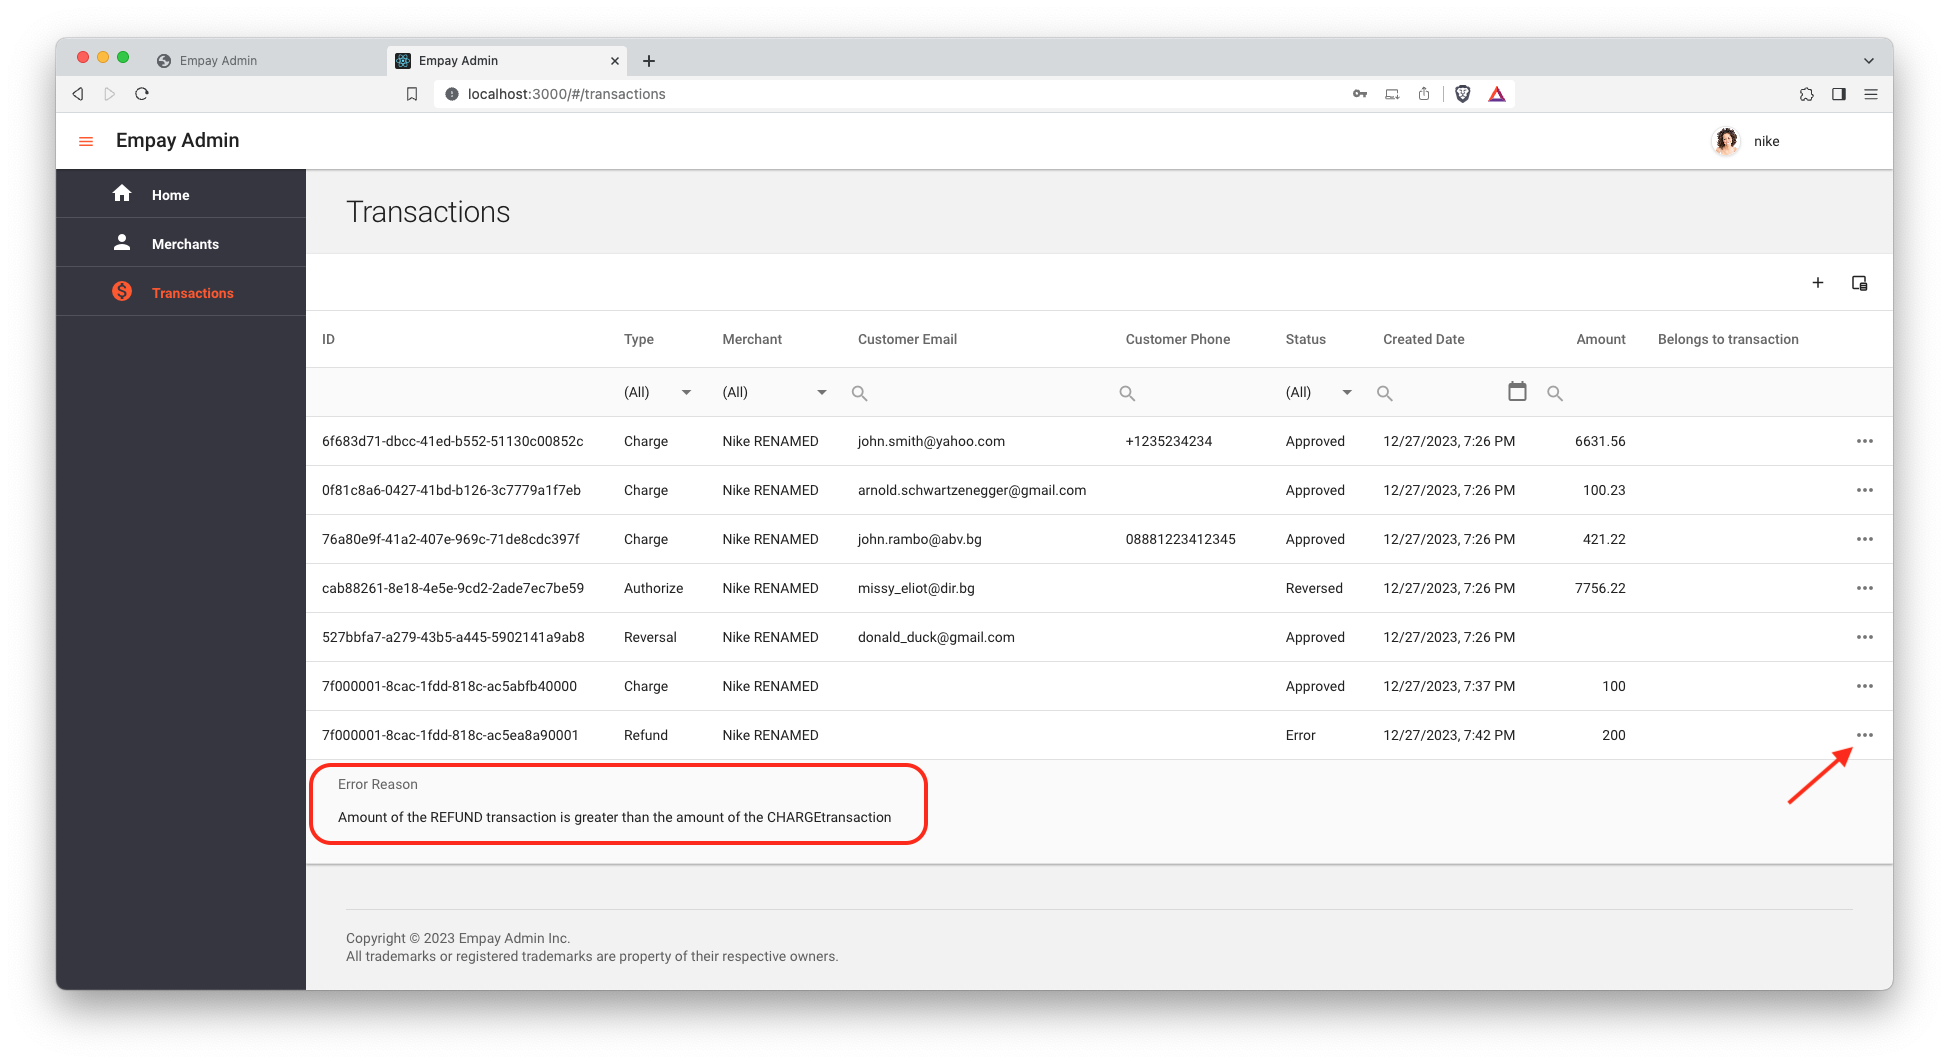 Empay Admin
Empay Admin
localhost:3000/#/transactions
Empay Admin
nike
Home
Merchants
Transactions
Transactions
ID Type Merchant Customer Email Customer Phone Status Created Date Amount Belongs to transaction
(All) (All) (All)
6f683d71-dbcc-41ed-b552-51130c00852c Charge Nike RENAMED john.smith@yahoo.com +1235234234 Approved 12/27/2023, 7:26 PM 6631.56
0f81c8a6-0427-41bd-b126-3c7779a1f7eb Charge Nike RENAMED arnold.schwartzenegger@gmail.com Approved 12/27/2023, 7:26 PM 100.23
76a80e9f-41a2-407e-969c-71de8cdc397f Charge Nike RENAMED john.rambo@abv.bg 08881223412345 Approved 12/27/2023, 7:26 PM 421.22
cab88261-8e18-4e5e-9cd2-2ade7ec7be59 Authorize Nike RENAMED missy_eliot@dir.bg Reversed 12/27/2023, 7:26 PM 7756.22
527bbfa7-a279-43b5-a445-5902141a9ab8 Reversal Nike RENAMED donald_duck@gmail.com Approved 12/27/2023, 7:26 PM
7f000001-8cac-1fdd-818c-ac5abfb40000 Charge Nike RENAMED Approved 12/27/2023, 7:37 PM 100
7f000001-8cac-1fdd-818c-ac5ea8a90001 Refund Nike RENAMED Error 12/27/2023, 7:42 PM 200
Error Reason
Amount of the REFUND transaction is greater than the amount of the CHARGEtransaction
Copyright © 2023 Empay Admin Inc.
All trademarks or registered trademarks are property of their respective owners.